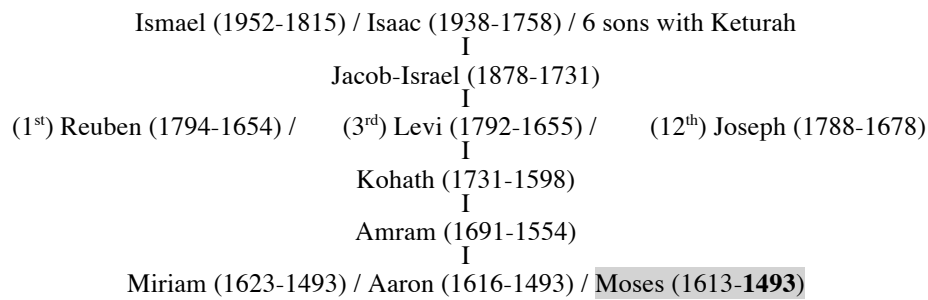 Ismael (1952-1815) / Isaac (1938-1758) / 6 sons with Keturah
I
Jacob-Israel (1878-1731)
I
(1st) Reuben (1794-1654) / (3rd) Levi (1792-1655) / (12th) Joseph (1788-1678)
I
Kohath (1731-1598)
I
Amram (1691-1554)
I
Miriam (1623-1493) / Aaron (1616-1493) / Moses (1613-1493)